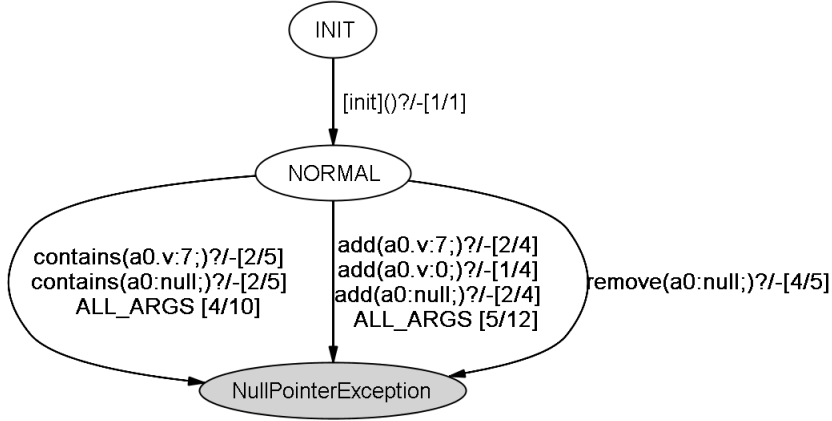 INIT
[init]()?/-[1/1]
NORMAL
contains(a0.v:7;)?/-[2/5]
contains(a0:null;)?/-[2/5]
ALL_ARGS [4/10]
add(a0.v:7;)?/-[2/4]
add(a0.v:0;)?/-[1/4]
add(a0:null;)?/-[2/4]
ALL_ARGS [5/12]
remove(a0:null;)?/-[4/5]
NullPointerException